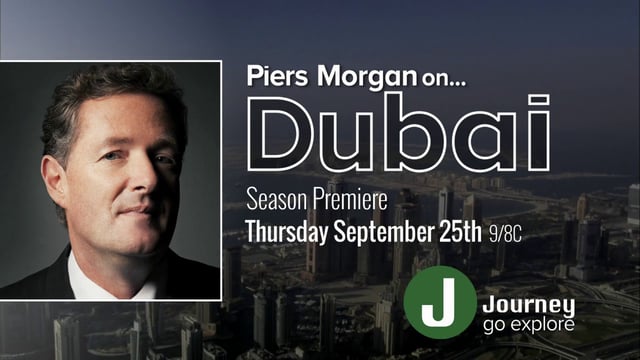 Piers Morgan on...
Dubai
Season Premiere
Thursday September 25th 9/8C
J
Journey
go explore